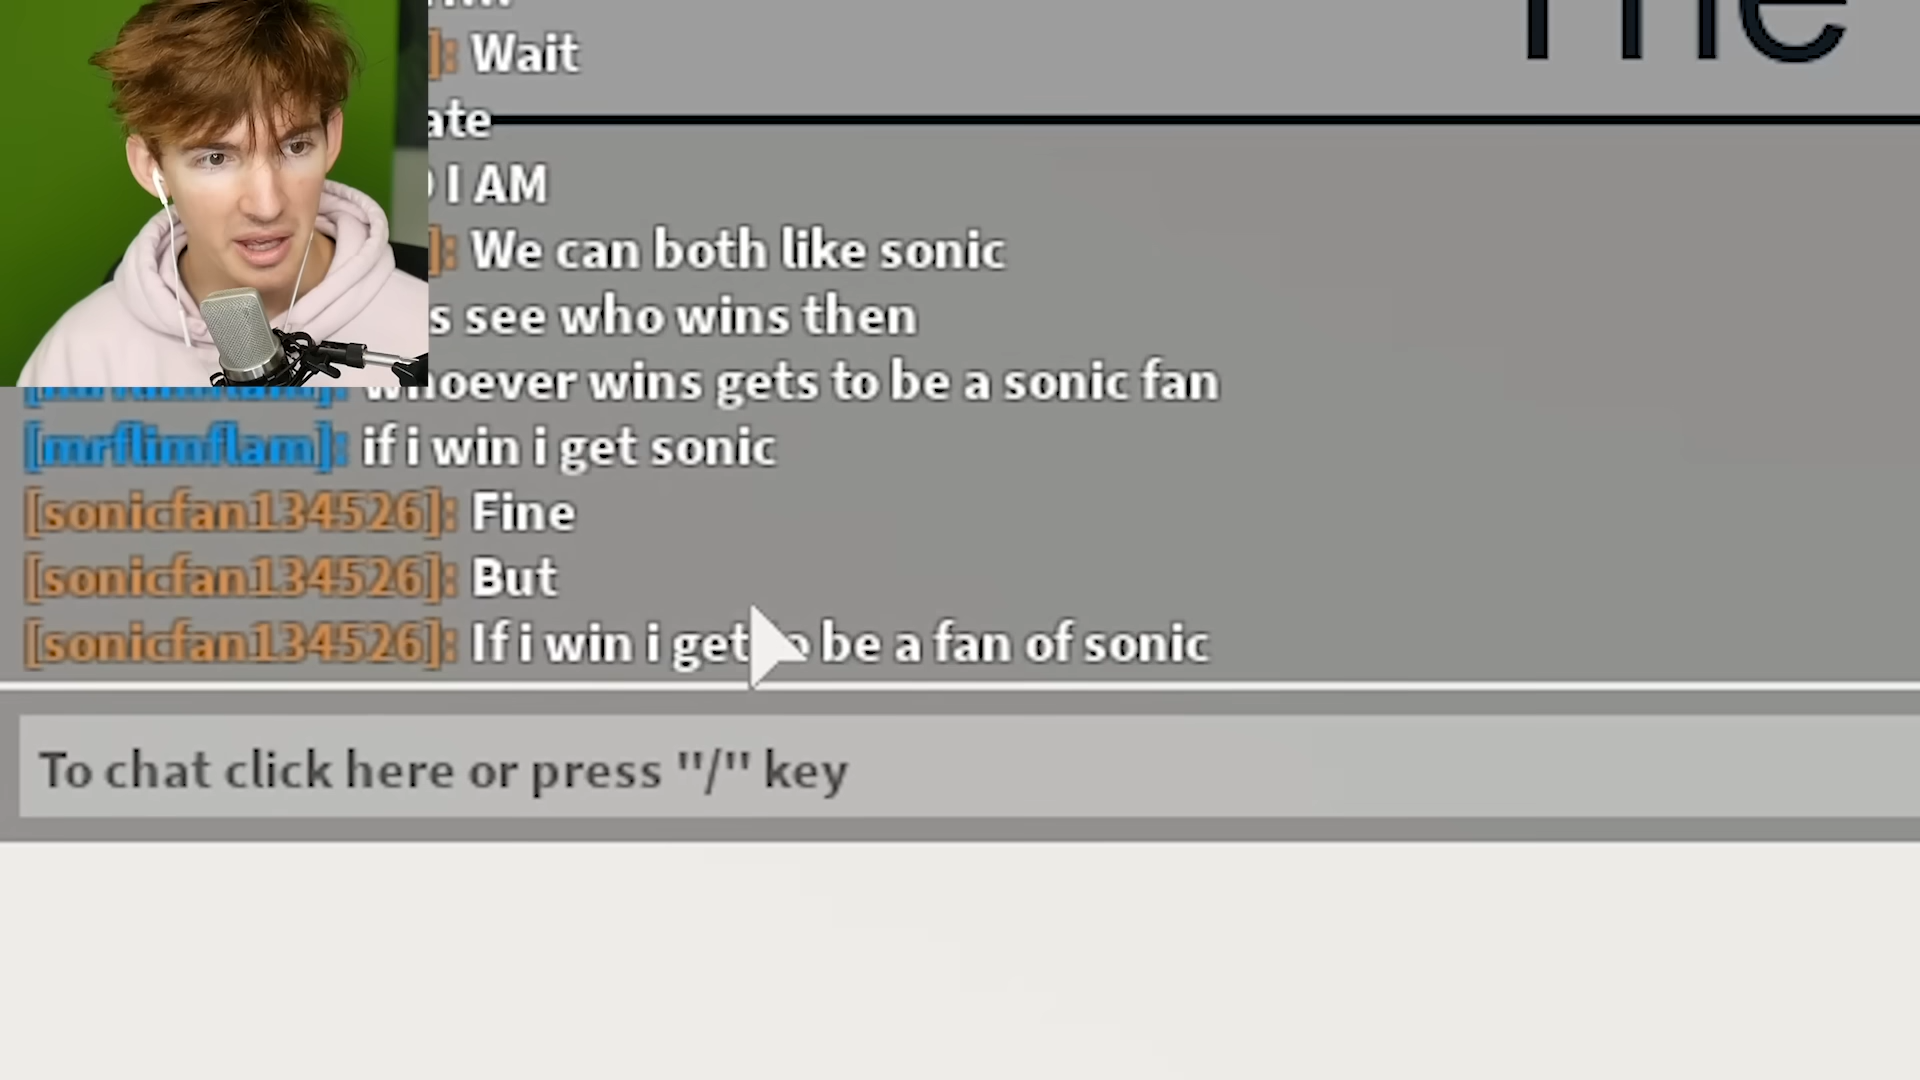 ]: Wait
ate
I AM
]: We can both like sonic
s see who wins then
whoever wins gets to be a sonic fan
[mrflimflam]: if i win i get sonic
[sonicfan134526]: Fine
[sonicfan134526]: But
[sonicfan134526]: If i win i get to be a fan of sonic
To chat click here or press "/" key